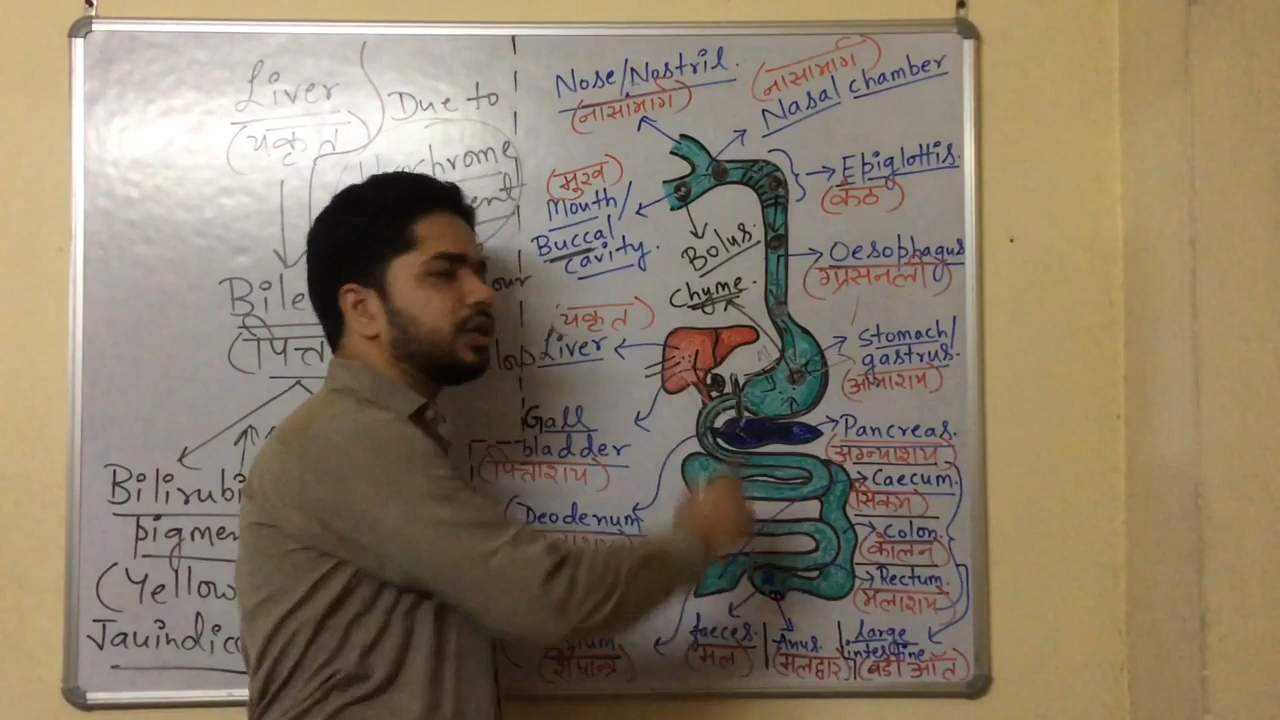 Liver
(यकृत)
Due to
Bile
(पित्त
Bilirubi
pigmen
(Yellow
Jauindic
Nose/Nostril.
(नासामार्ग)
(नासामार्ग)
Nasal chamber
(मुख)
Mouth/
Buccal
cavity.
Bolus.
Chyme.
Epiglottis.
(कंठ)
Oesophagus
(ग्रसनली)
यकृत)
Liver
Stomach/
gastrus.
(आमाशय)
Gall
bladder
(पित्ताशय)
Pancreas.
(अग्न्याशय)
Caecum.
(सिकम)
Deodenum
Colon.
(कोलन)
Rectum.
(मलाशय)
faeces.
(मल)
Anus.
(मलद्वार)
Large
intestine
(बडी आँत)
(शेषान्त्र)